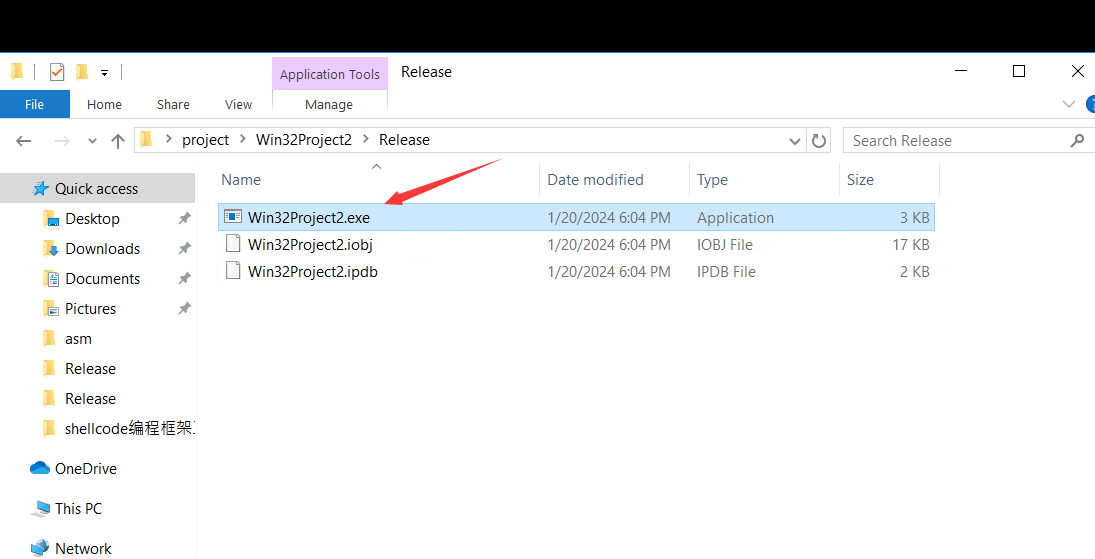 Application Tools Release
File Home Share View Manage
project Win32Project2 Release Search Release
Name Date modified Type Size
Quick access
Win32Project2.exe 1/20/2024 6:04 PM Application 3 KB
Desktop
Win32Project2.iobj 1/20/2024 6:04 PM IOBJ File 17 KB
Downloads
Win32Project2.ipdb 1/20/2024 6:04 PM IPDB File 2 KB
Documents
Pictures
asm
Release
Release
shellcode编程框架
OneDrive
This PC
Network